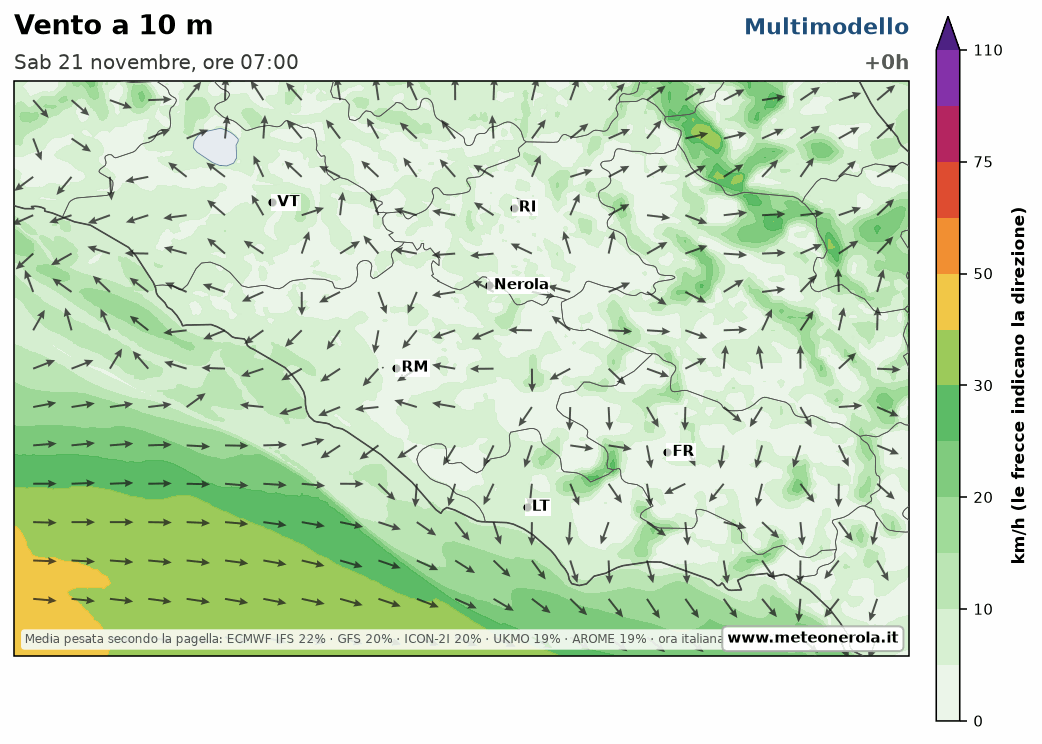 Vento a 10 m
Multimodello
Sab 21 novembre, ore 07:00
+0h
VT
RI
Nerola
RM
FR
LT
Media pesata secondo la pagella: ECMWF IFS 22% · GFS 20% · ICON-2I 20% · UKMO 19% · AROME 19% · ora italiana
www.meteonerola.it
110
75
50
30
20
10
0
km/h (le frecce indicano la direzione)